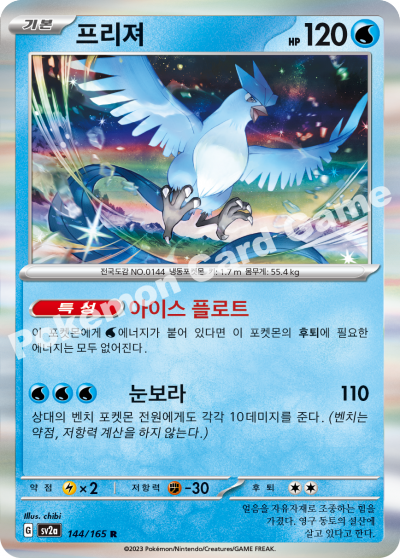 기본 프리져 HP 120
전국도감 NO.0144 냉동포켓몬 키: 1.7 m 몸무게: 55.4 kg
특성 아이스 플로트
이 포켓몬에게 에너지가 붙어 있다면 이 포켓몬의 후퇴에 필요한
에너지는 모두 없어진다.
눈보라 110
상대의 벤치 포켓몬 전원에게도 각각 10데미지를 준다. (벤치는
약점, 저항력 계산을 하지 않는다.)
약점 ×2 저항력 -30 후퇴
Illus. chibi
G sv2a 144/165 R
얼음을 자유자재로 조종하는 힘을
가졌다. 영구 동토의 설산에
살고 있다고 한다.
©2023 Pokémon/Nintendo/Creatures/GAME FREAK.
Pokémon Card Game